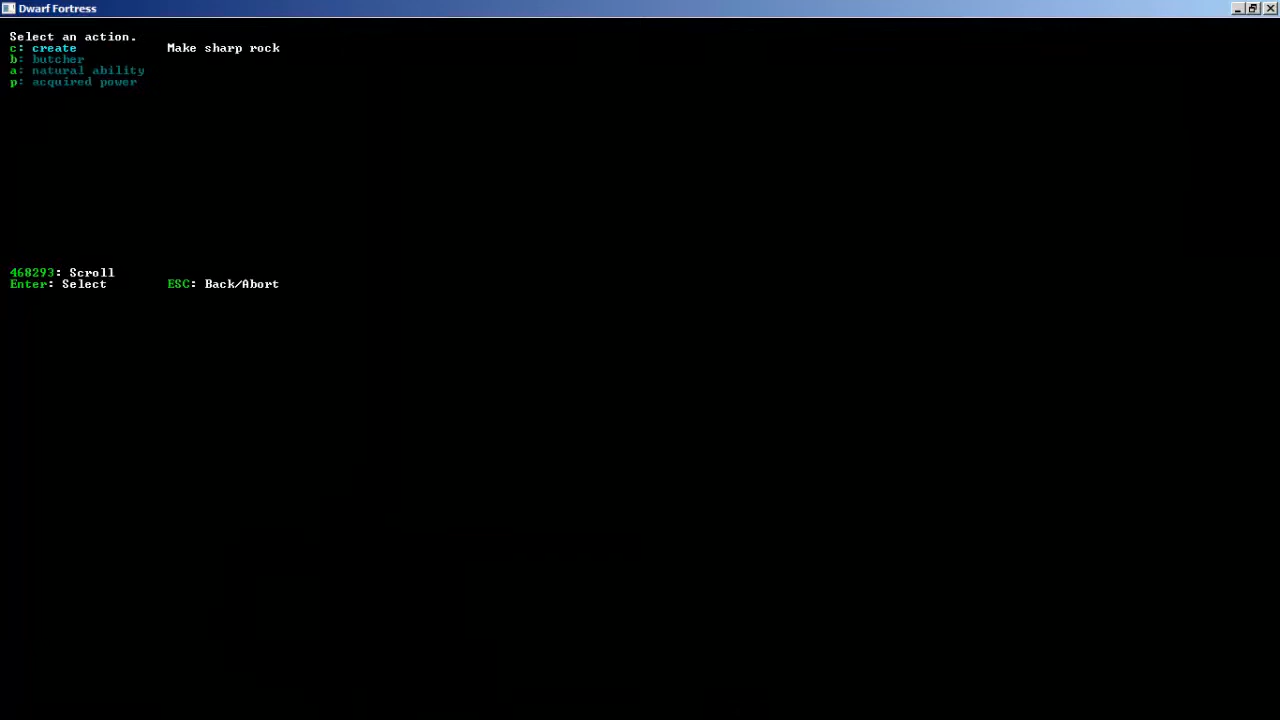 Dwarf Fortress
Select an action.
c: create Make sharp rock
b: butcher
a: natural ability
p: acquired power
468293: Scroll
Enter: Select ESC: Back/Abort